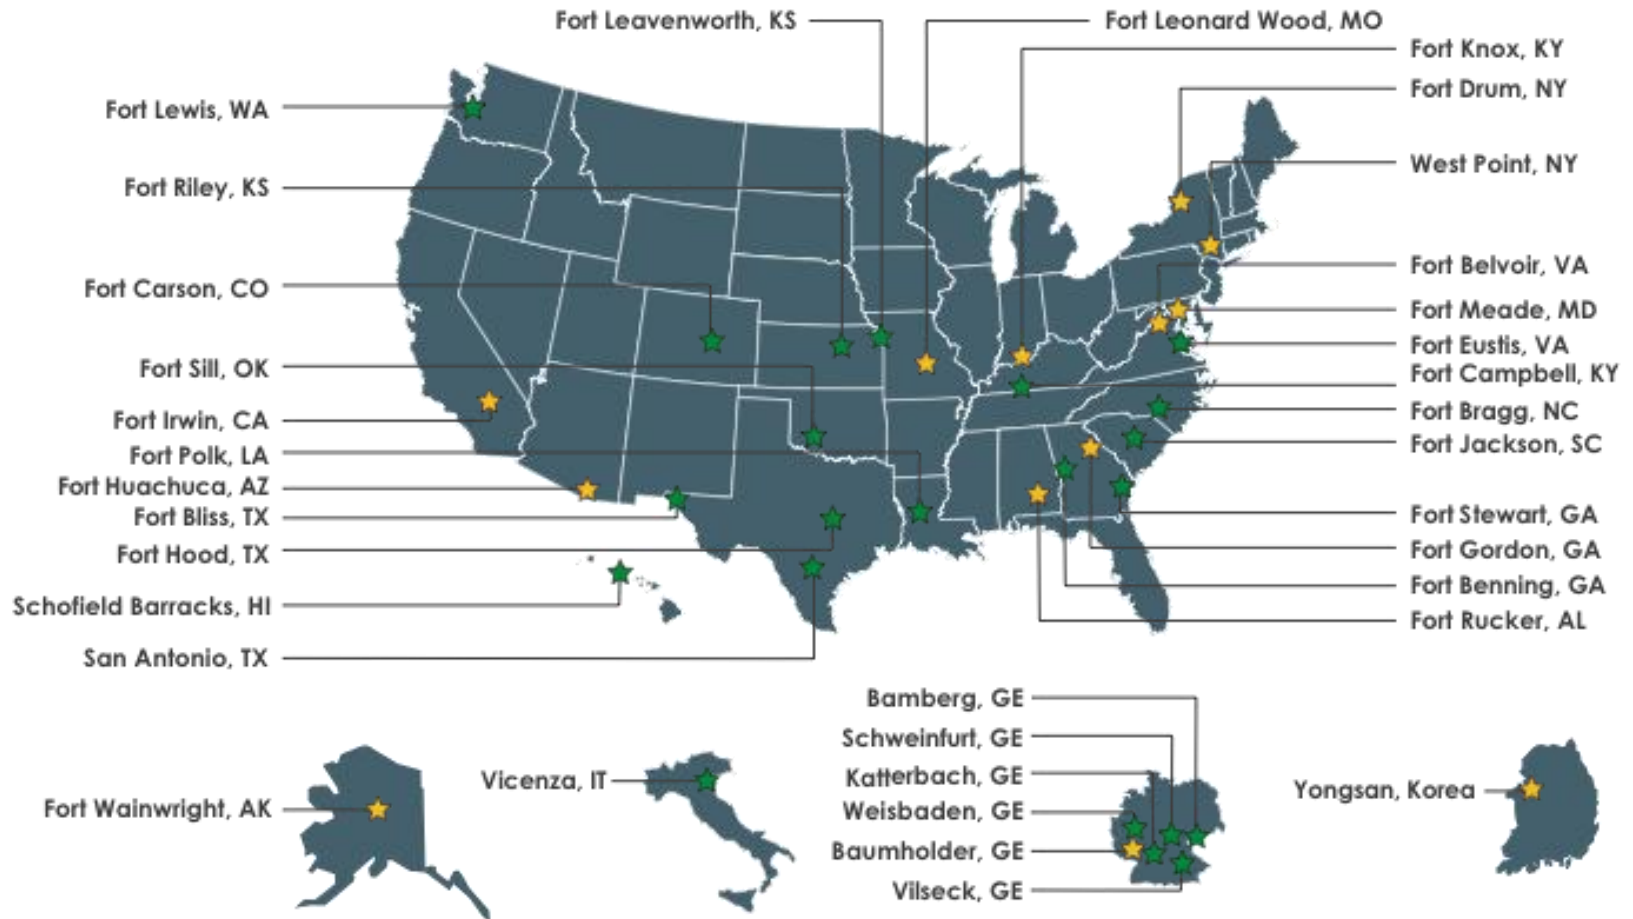 Fort Leavenworth, KS
Fort Leonard Wood, MO
Fort Knox, KY
Fort Drum, NY
Fort Lewis, WA
West Point, NY
Fort Riley, KS
Fort Belvoir, VA
Fort Carson, CO
Fort Meade, MD
Fort Eustis, VA
Fort Sill, OK
Fort Campbell, KY
Fort Bragg, NC
Fort Irwin, CA
Fort Jackson, SC
Fort Polk, LA
Fort Huachuca, AZ
Fort Bliss, TX
Fort Stewart, GA
Fort Hood, TX
Fort Gordon, GA
Fort Benning, GA
Schofield Barracks, HI
Fort Rucker, AL
San Antonio, TX
Bamberg, GE
Schweinfurt, GE
Katterbach, GE
Vicenza, IT
Yongsan, Korea
Fort Wainwright, AK
Weisbaden, GE
Baumholder, GE
Vilseck, GE